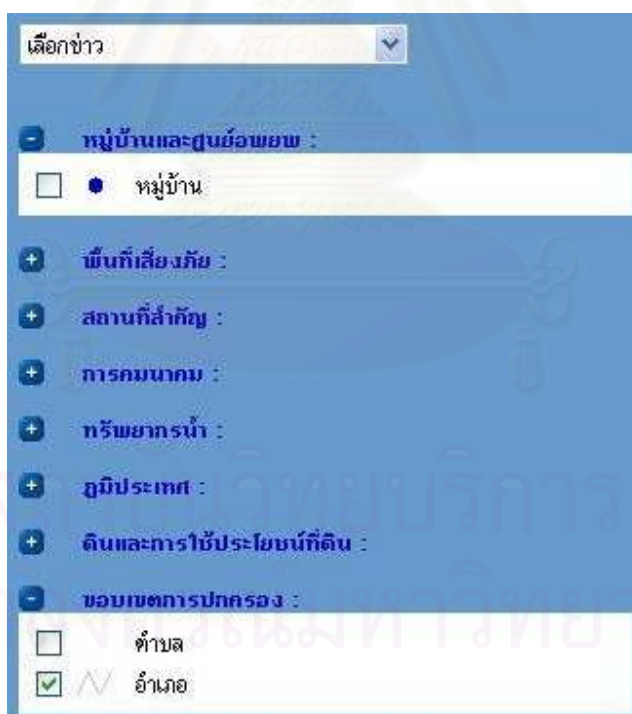 เลือกข่าว
หมู่บ้านและศูนย์อพยพ :
หมู่บ้าน
พื้นที่เสี่ยงภัย :
สถานที่สำคัญ :
การคมนาคม :
ทรัพยากรน้ำ :
ภูมิประเทศ :
ดินและการใช้ประโยชน์ที่ดิน :
ขอบเขตการปกครอง :
ตำบล
อำเภอ